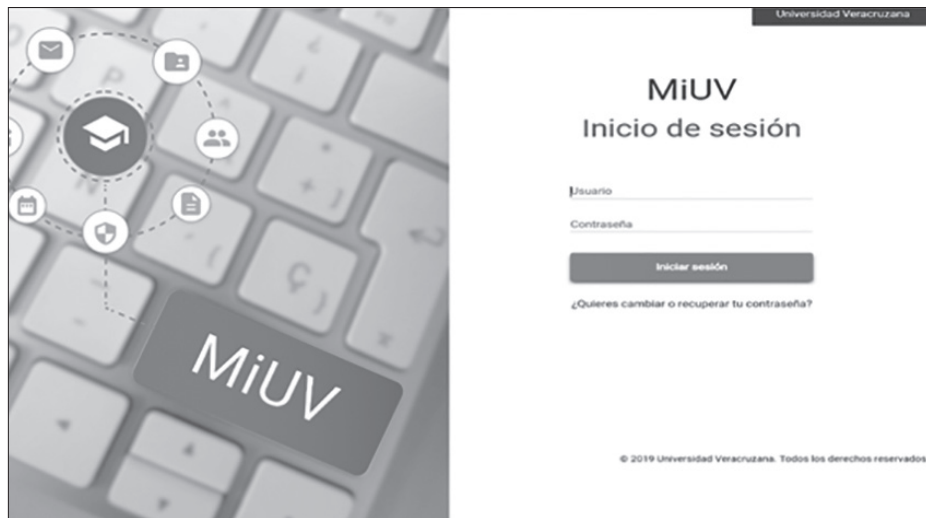 Universidad Veracruzana
MiUV
Inicio de sesión
Usuario
Contraseña
Iniciar sesión
¿Quieres cambiar o recuperar tu contraseña?
MiUV
© 2019 Universidad Veracruzana. Todos los derechos reservados